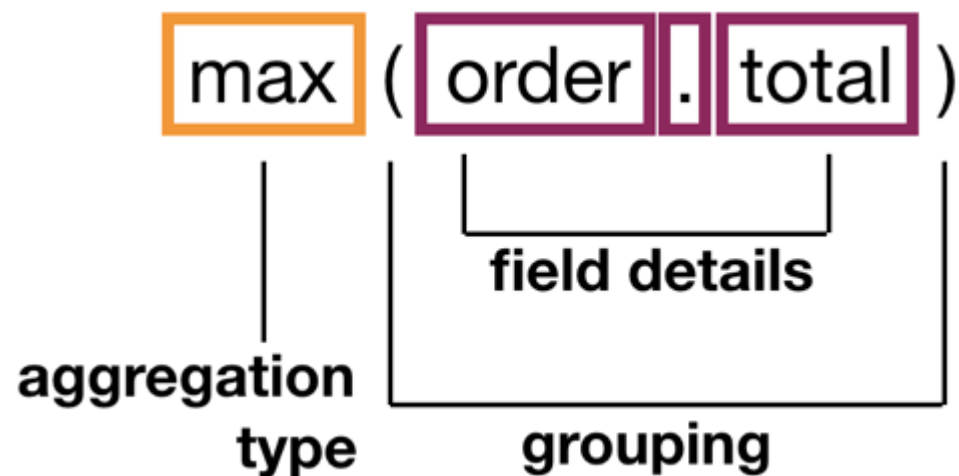 max ( order . total )
field details
aggregation
type
grouping